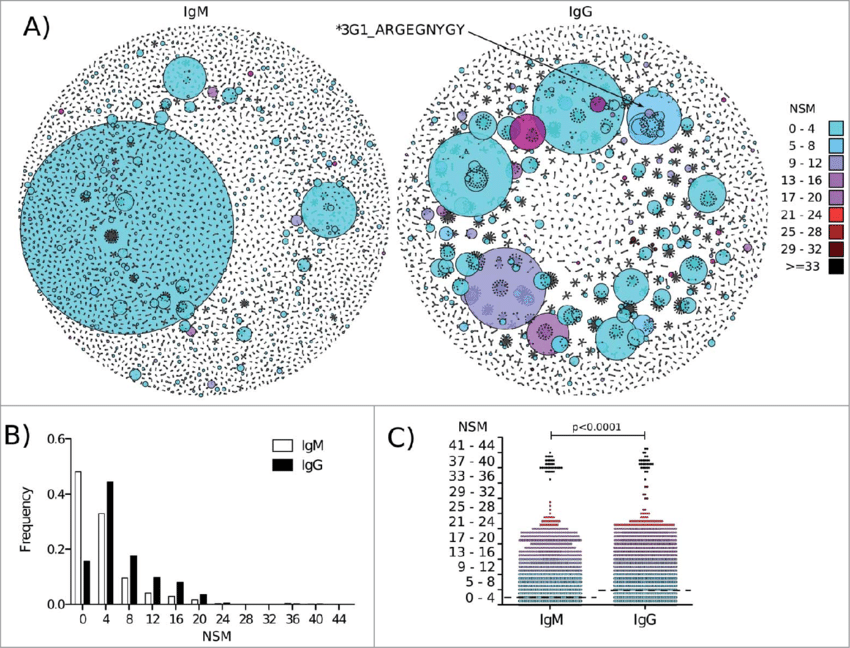 A)
IgM
IgG
*3G1_ARGEGNYGY
NSM
0 - 4
5 - 8
9 - 12
13 - 16
17 - 20
21 - 24
25 - 28
29 - 32
>=33
B)
0.6
0.4
0.2
0.0
Frequency
IgM
IgG
0 4 8 12 16 20 24 28 32 36 40 44
NSM
C)
NSM
p<0.0001
41 - 44
37 - 40
33 - 36
29 - 32
25 - 28
21 - 24
17 - 20
13 - 16
9 - 12
5 - 8
0 - 4
IgM IgG